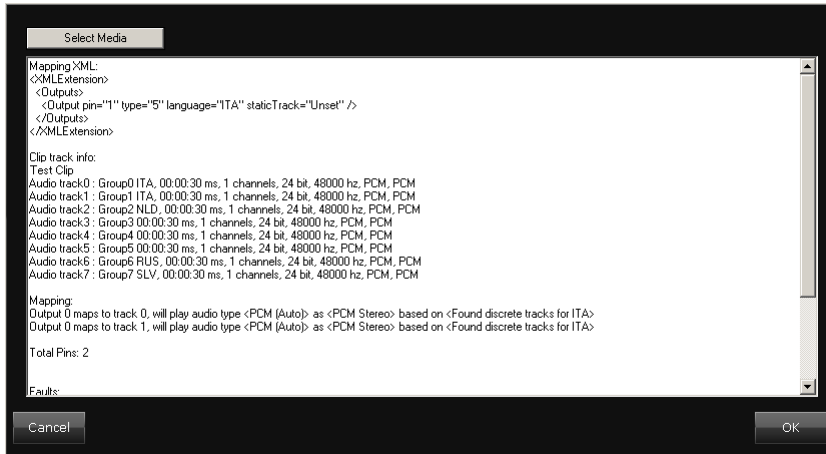 Select Media
Mapping XML:
<XMLExtension>
<Outputs>
<Output pin="1" type="5" language="ITA" staticTrack="Unset" />
</Outputs>
</XMLExtension>
Clip track info:
Test Clip
Audio track0 : Group0 ITA, 00:00:30 ms, 1 channels, 24 bit, 48000 hz, PCM, PCM
Audio track1 : Group1 ITA, 00:00:30 ms, 1 channels, 24 bit, 48000 hz, PCM, PCM
Audio track2 : Group2 NLD, 00:00:30 ms, 1 channels, 24 bit, 48000 hz, PCM, PCM
Audio track3 : Group3 00:00:30 ms, 1 channels, 24 bit, 48000 hz, PCM, PCM
Audio track4 : Group4 00:00:30 ms, 1 channels, 24 bit, 48000 hz, PCM, PCM
Audio track5 : Group5 00:00:30 ms, 1 channels, 24 bit, 48000 hz, PCM, PCM
Audio track6 : Group6 RUS, 00:00:30 ms, 1 channels, 24 bit, 48000 hz, PCM, PCM
Audio track7 : Group7 SLV, 00:00:30 ms, 1 channels, 24 bit, 48000 hz, PCM, PCM
Mapping:
Output 0 maps to track 0, will play audio type <PCM (Auto)> as <PCM Stereo> based on <Found discrete tracks for ITA>
Output 0 maps to track 1, will play audio type <PCM (Auto)> as <PCM Stereo> based on <Found discrete tracks for ITA>
Total Pins: 2
Faults:
Cancel
OK